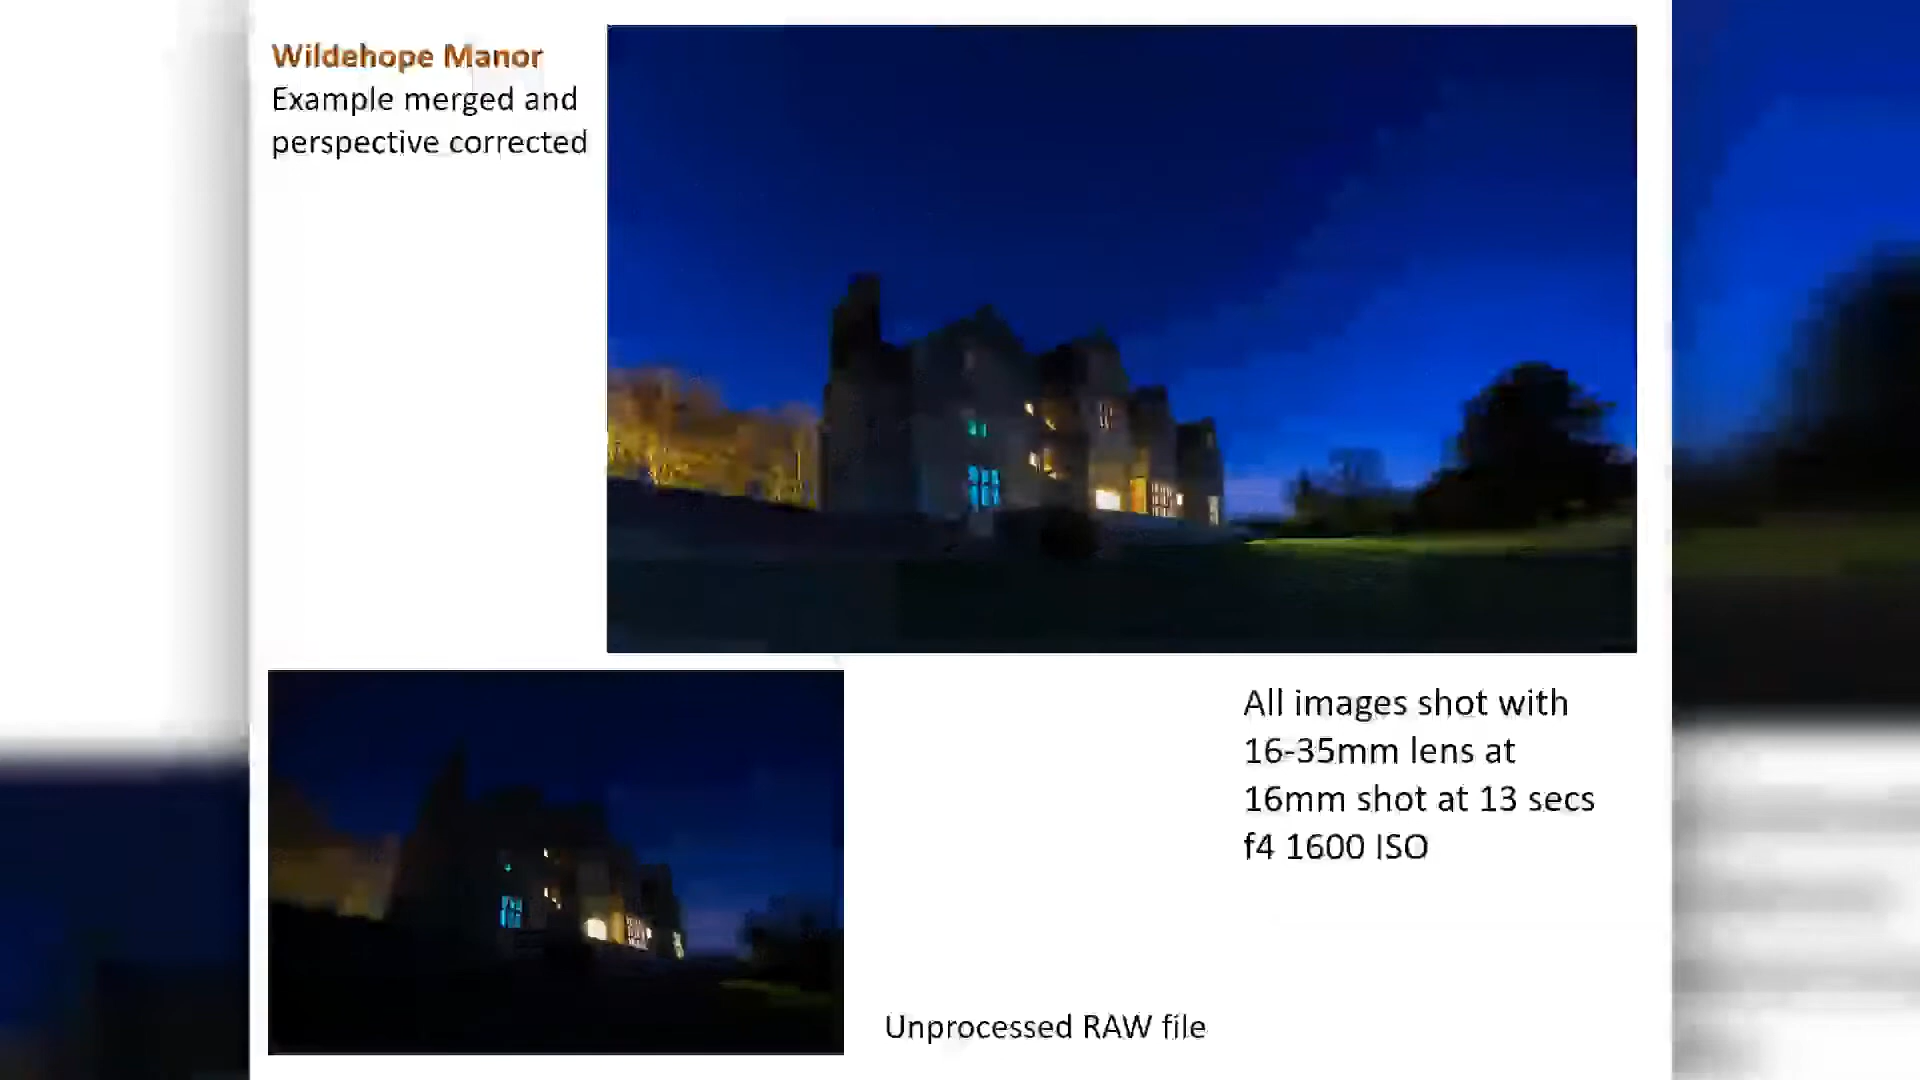 Wildehope Manor
Example merged and
perspective corrected
All images shot with
16-35mm lens at
16mm shot at 13 secs
f4 1600 ISO
Unprocessed RAW file